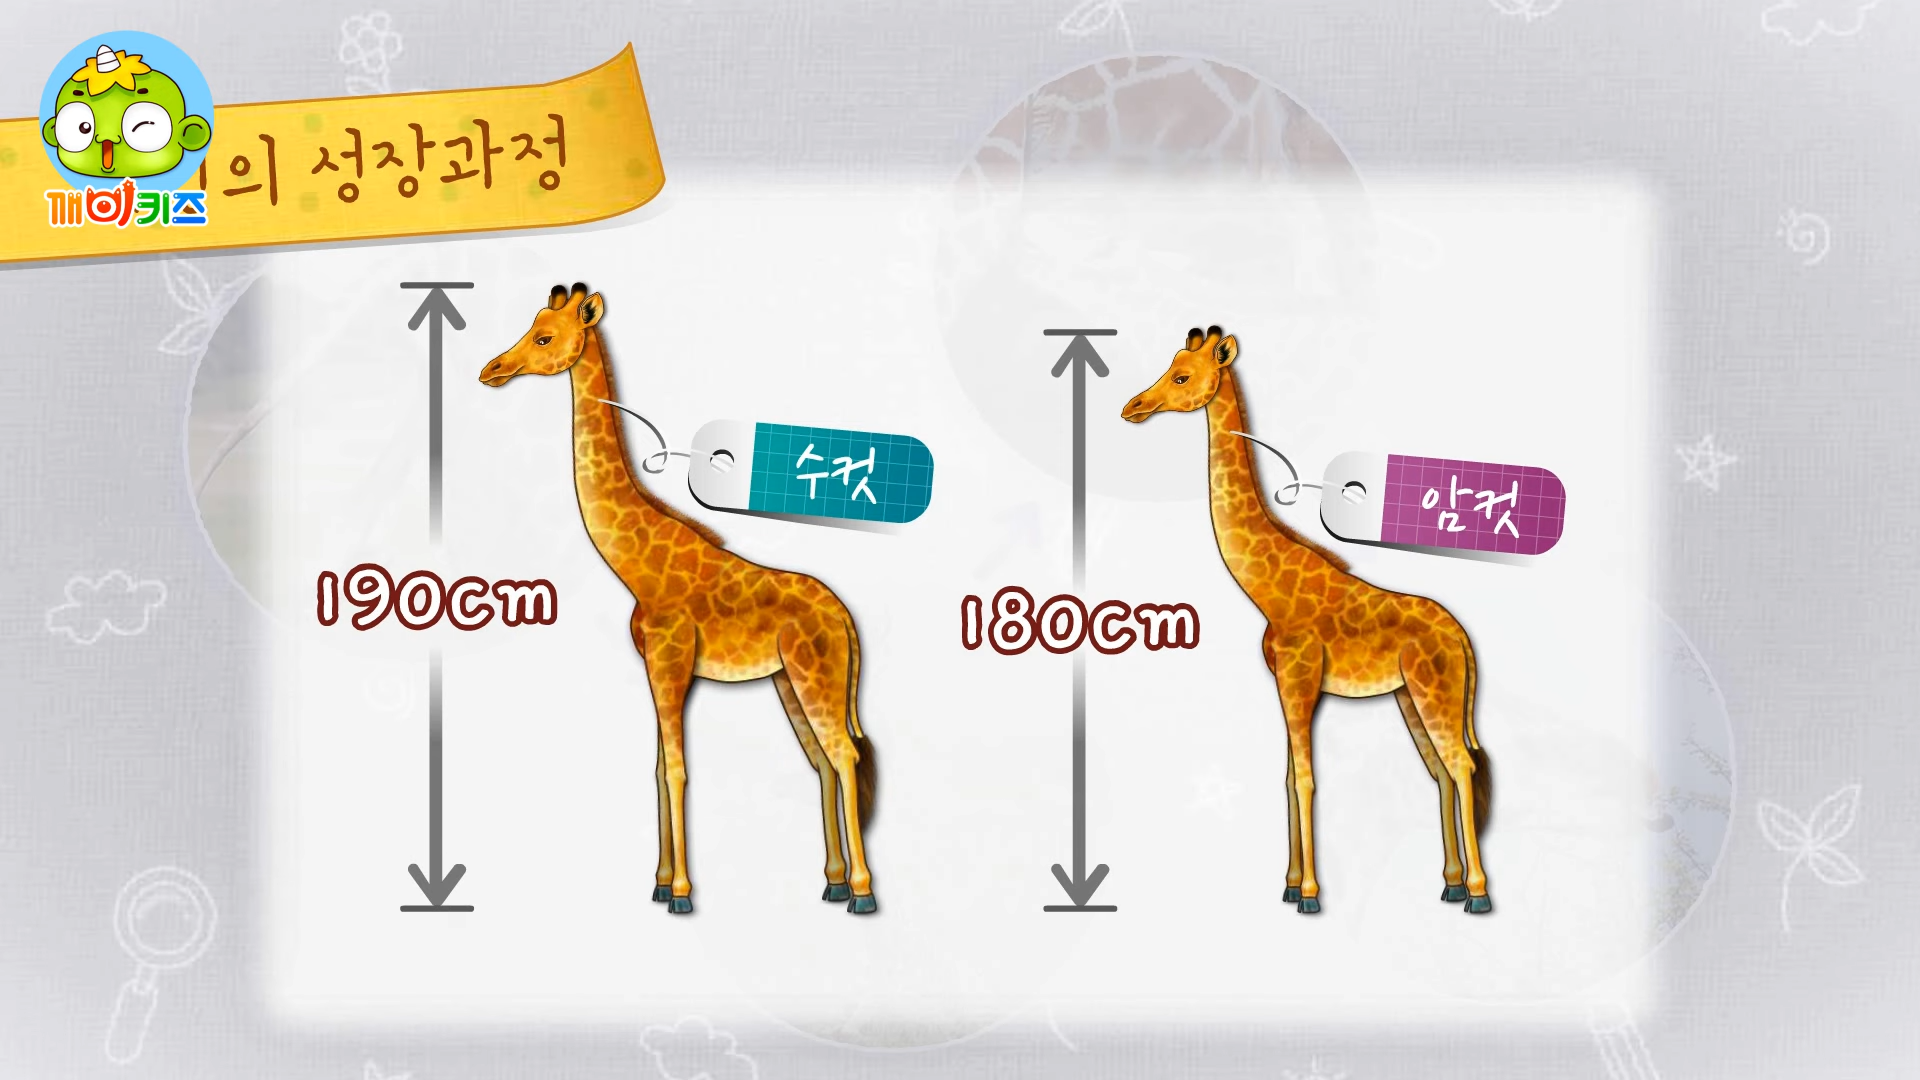 깨비키즈
의 성장과정
수컷
190cm
암컷
180cm